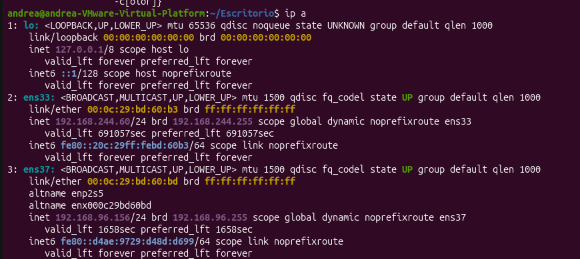 -c[olor]}
andrea@andrea-VMware-Virtual-Platform:~/Escritorio$ ip a
1: lo: <LOOPBACK,UP,LOWER_UP> mtu 65536 qdisc noqueue state UNKNOWN group default qlen 1000
link/loopback 00:00:00:00:00:00 brd 00:00:00:00:00:00
inet 127.0.0.1/8 scope host lo
valid_lft forever preferred_lft forever
inet6 ::1/128 scope host noprefixroute
valid_lft forever preferred_lft forever
2: ens33: <BROADCAST,MULTICAST,UP,LOWER_UP> mtu 1500 qdisc fq_codel state UP group default qlen 1000
link/ether 00:0c:29:bd:60:b3 brd ff:ff:ff:ff:ff:ff
inet 192.168.244.60/24 brd 192.168.244.255 scope global dynamic noprefixroute ens33
valid_lft 691057sec preferred_lft 691057sec
inet6 fe80::20c:29ff:febd:60b3/64 scope link noprefixroute
valid_lft forever preferred_lft forever
3: ens37: <BROADCAST,MULTICAST,UP,LOWER_UP> mtu 1500 qdisc fq_codel state UP group default qlen 1000
link/ether 00:0c:29:bd:60:bd brd ff:ff:ff:ff:ff:ff
altname enp2s5
altname enx000c29bd60bd
inet 192.168.96.156/24 brd 192.168.96.255 scope global dynamic noprefixroute ens37
valid_lft 1658sec preferred_lft 1658sec
inet6 fe80::d4ae:9729:d48d:d699/64 scope link noprefixroute
valid_lft forever preferred_lft forever